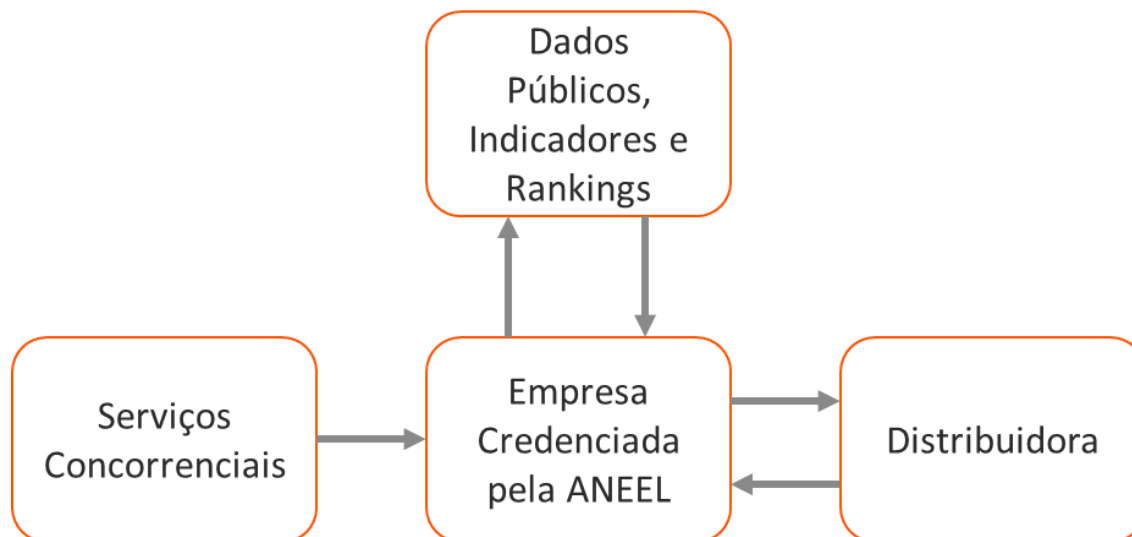 Dados
Públicos,
Indicadores e
Rankings
Serviços
Concorrenciais
Empresa
Credenciada
pela ANEEL
Distribuidora